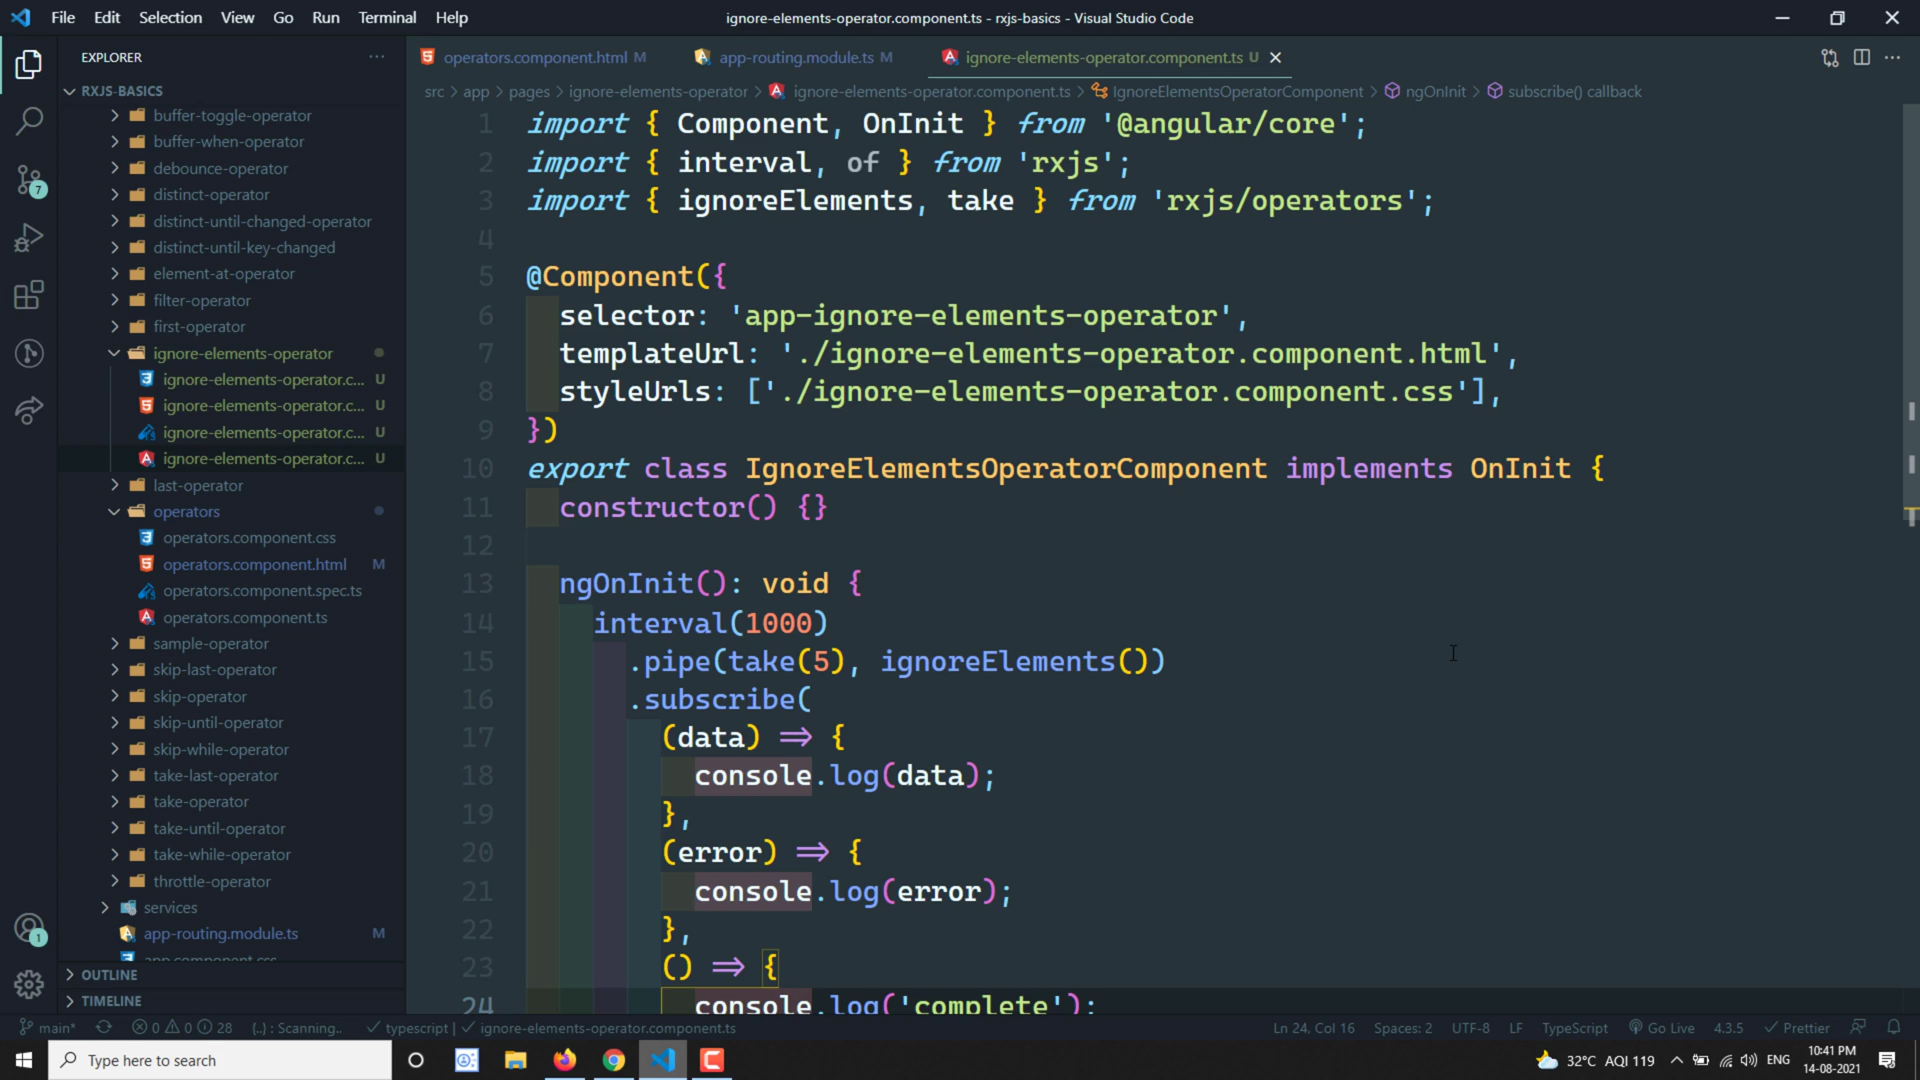 File Edit Selection View Go Run Terminal Help
ignore-elements-operator.component.ts - rxjs-basics - Visual Studio Code
EXPLORER
RXJS-BASICS
buffer-toggle-operator
buffer-when-operator
debounce-operator
distinct-operator
distinct-until-changed-operator
distinct-until-key-changed
element-at-operator
filter-operator
first-operator
ignore-elements-operator
ignore-elements-operator.c... U
ignore-elements-operator.c... U
ignore-elements-operator.c... U
ignore-elements-operator.c... U
last-operator
operators
operators.component.css
operators.component.html M
operators.component.spec.ts
operators.component.ts
sample-operator
skip-last-operator
skip-operator
skip-until-operator
skip-while-operator
take-last-operator
take-operator
take-until-operator
take-while-operator
throttle-operator
services
app-routing.module.ts M
app.component.css
OUTLINE
TIMELINE
7
1
operators.component.html M
app-routing.module.ts M
ignore-elements-operator.component.ts U
src > app > pages > ignore-elements-operator > ignore-elements-operator.component.ts > IgnoreElementsOperatorComponent > ngOnInit > subscribe() callback
1 import { Component, OnInit } from '@angular/core';
2 import { interval, of } from 'rxjs';
3 import { ignoreElements, take } from 'rxjs/operators';
4
5 @Component({
6 selector: 'app-ignore-elements-operator',
7 templateUrl: './ignore-elements-operator.component.html',
8 styleUrls: ['./ignore-elements-operator.component.css'],
9 })
10 export class IgnoreElementsOperatorComponent implements OnInit {
11 constructor() {}
12
13 ngOnInit(): void {
14 interval(1000)
15 .pipe(take(5), ignoreElements())
16 .subscribe(
17 (data) => {
18 console.log(data);
19 },
20 (error) => {
21 console.log(error);
22 },
23 () => {
24 console.log('complete');
main* 0 0 28 {..} : Scanning.. typescript | ignore-elements-operator.component.ts
Ln 24, Col 16 Spaces: 2 UTF-8 LF TypeScript Go Live 4.3.5 Prettier
Type here to search
32°C AQI 119 ENG
10:41 PM
14-08-2021